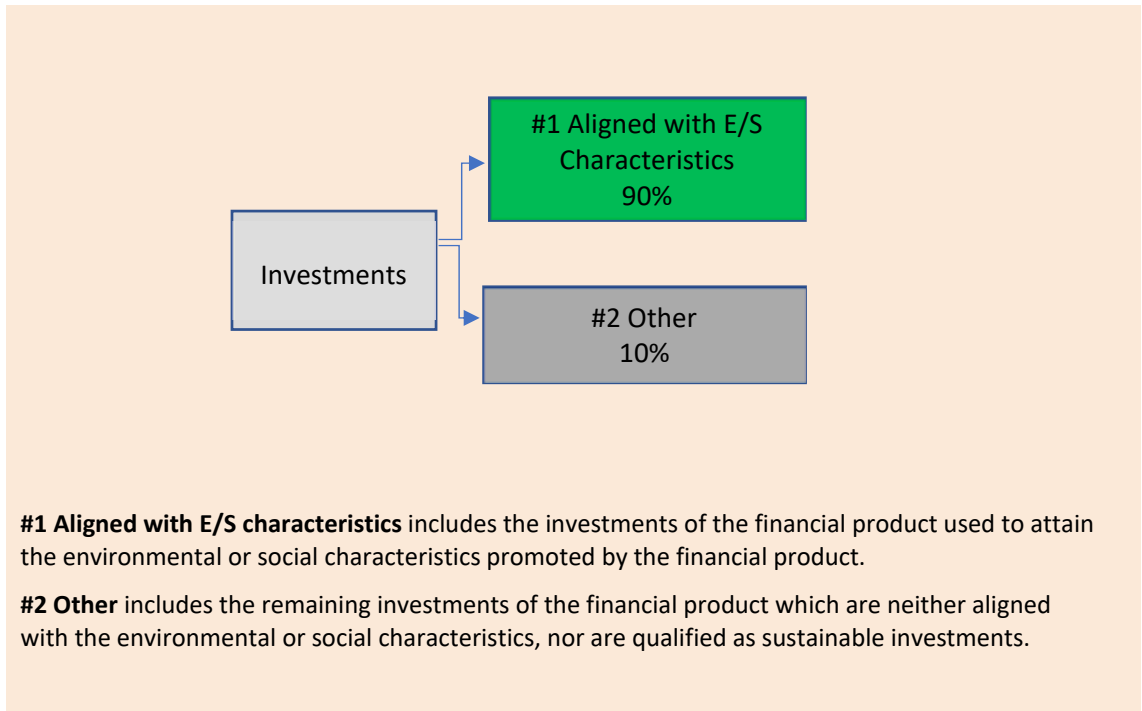 #1 Aligned with E/S
Characteristics
90%
Investments
#2 Other
10%
#1 Aligned with E/S characteristics includes the investments of the financial product used to attain
the environmental or social characteristics promoted by the financial product.
#2 Other includes the remaining investments of the financial product which are neither aligned
with the environmental or social characteristics, nor are qualified as sustainable investments.